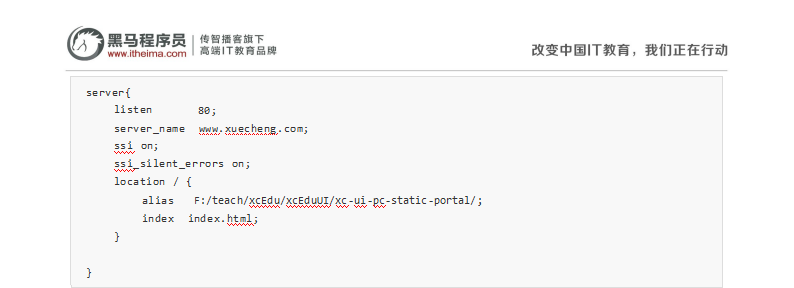 黑马程序员
www.itheima.com
传智播客旗下
高端IT教育品牌
改变中国IT教育，我们正在行动
server{
listen       80;
server_name  www.xuecheng.com;
ssi on;
ssi_silent_errors on;
location / {
alias   F:/teach/xcEdu/xcEduUI/xc-ui-pc-static-portal/;
index  index.html;
}
}